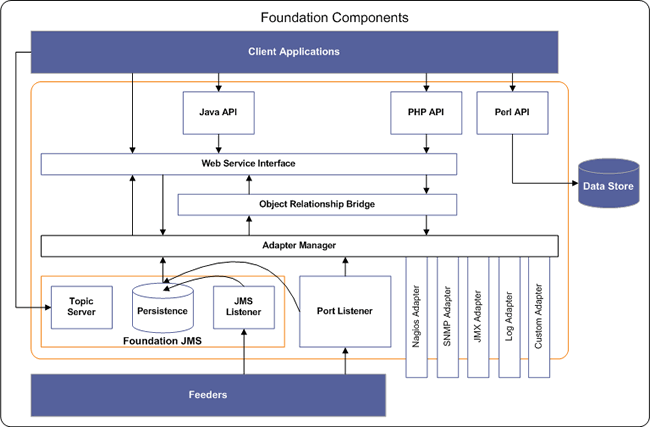 Foundation Components
Client Applications
Java API
PHP API
Perl API
Web Service Interface
Data Store
Object Relationship Bridge
Adapter Manager
Topic
Server
Persistence
JMS
Listener
Port Listener
Foundation JMS
Nagios Adapter
SNMP Adapter
JMX Adapter
Log Adapter
Custom Adapter
Feeders